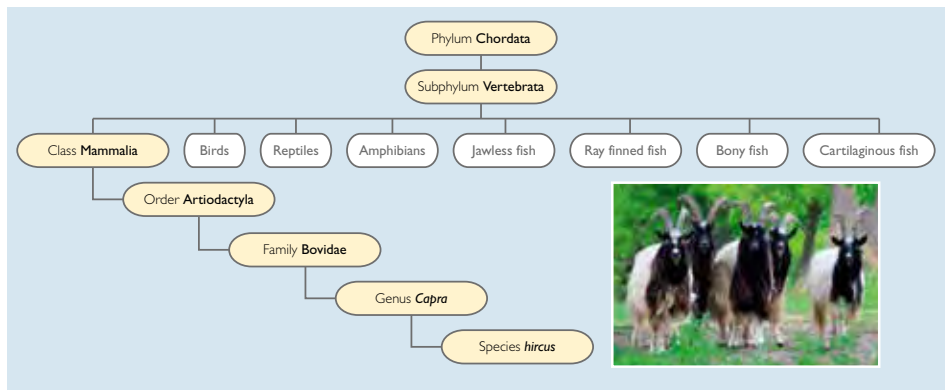 Phylum Chordata
Subphylum Vertebrata
Class Mammalia
Birds
Reptiles
Amphibians
Jawless fish
Ray finned fish
Bony fish
Cartilaginous fish
Order Artiodactyla
Family Bovidae
Genus Capra
Species hircus